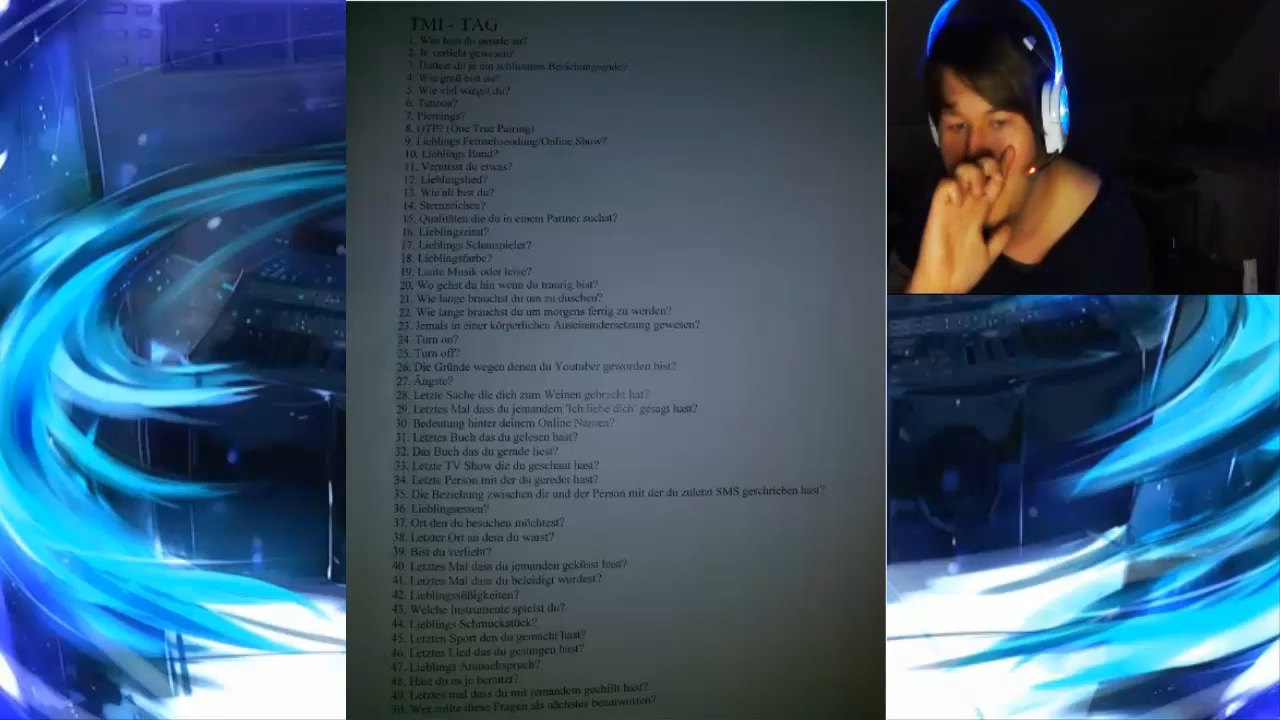 TMI - TAG
1. Was hast du gerade an?
2. Je verliebt gewesen?
3. Hattest du je ein schlimmes Beziehungsende?
4. Wie groß bist du?
5. Wie viel wiegst du?
6. Tattoos?
7. Piercings?
8. OTP? (One True Pairing)
9. Lieblings Fernsehsendung/Online Show?
10. Lieblings Band?
11. Vermisst du etwas?
12. Lieblingslied?
13. Wie alt bist du?
14. Sternzeichen?
15. Qualitäten die du in einem Partner suchst?
16. Lieblingszitat?
17. Lieblings Schauspieler?
18. Lieblingsfarbe?
19. Laute Musik oder leise?
20. Wo gehst du hin wenn du traurig bist?
21. Wie lange brauchst du um zu duschen?
22. Wie lange brauchst du um morgens fertig zu werden?
23. Jemals in einer körperlichen Auseinandersetzung gewesen?
24. Turn on?
25. Turn off?
26. Die Gründe wegen denen du Youtuber geworden bist?
27. Ängste?
28. Letzte Sache die dich zum Weinen gebracht hat?
29. Letztes Mal dass du jemandem 'Ich liebe dich' gesagt hast?
30. Bedeutung hinter deinem Online Namen?
31. Letztes Buch das du gelesen hast?
32. Das Buch das du gerade liest?
33. Letzte TV Show die du geschaut hast?
34. Letzte Person mit der du geredet hast?
35. Die Beziehung zwischen dir und der Person mit der du zuletzt SMS geschrieben hast?
36. Lieblingsessen?
37. Ort den du besuchen möchtest?
38. Letzter Ort an dem du warst?
39. Bist du verliebt?
40. Letztes Mal dass du jemanden geküsst hast?
41. Letztes Mal dass du beleidigt wurdest?
42. Lieblingssüßigkeiten?
43. Welche Instrumente spielst du?
44. Lieblings Schmuckstück?
45. Letzten Sport den du gemacht hast?
46. Letztes Lied das du gesungen hast?
47. Lieblings Anmachspruch?
48. Hast du es je benutzt?
49. Letztes mal dass du mit jemandem gechillt hast?
50. Wer sollte diese Fragen als nächstes beantworten?